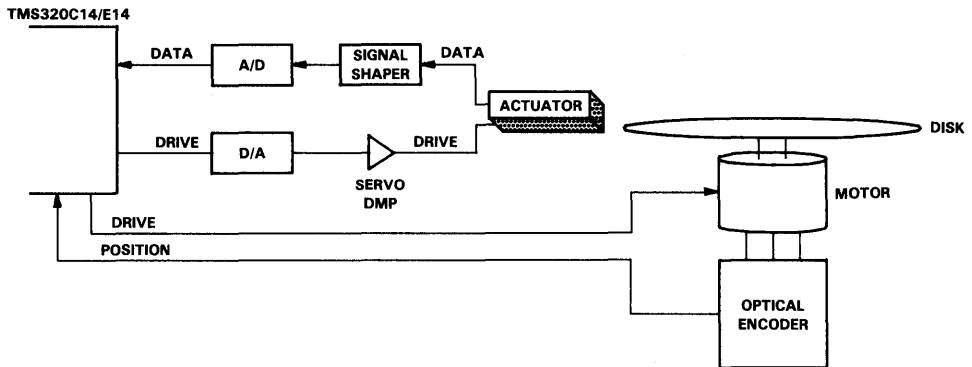 TMS320C14/E14
DATA
A/D
SIGNAL
SHAPER
DATA
ACTUATOR
DISK
DRIVE
D/A
SERVO
DMP
DRIVE
MOTOR
DRIVE
POSITION
OPTICAL
ENCODER